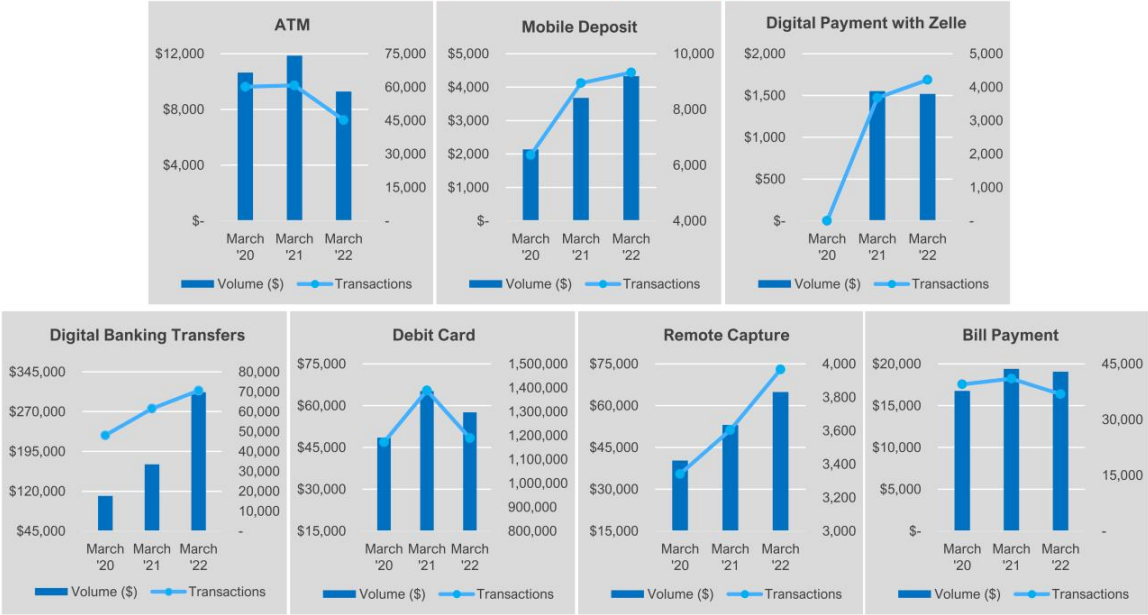 ATM
$12,000
$8,000
$4,000
$-
75,000
60,000
45,000
30,000
15,000
-
March '20
March '21
March '22
Volume ($) Transactions
Mobile Deposit
$5,000
$4,000
$3,000
$2,000
$1,000
$-
10,000
8,000
6,000
4,000
March '20
March '21
March '22
Volume ($) Transactions
Digital Payment with Zelle
$2,000
$1,500
$1,000
$500
$-
5,000
4,000
3,000
2,000
1,000
-
March '20
March '21
March '22
Volume ($) Transactions
Digital Banking Transfers
$345,000
$270,000
$195,000
$120,000
$45,000
80,000
70,000
60,000
50,000
40,000
30,000
20,000
10,000
-
March '20
March '21
March '22
Volume ($) Transactions
Debit Card
$75,000
$60,000
$45,000
$30,000
$15,000
1,500,000
1,400,000
1,300,000
1,200,000
1,100,000
1,000,000
900,000
800,000
March '20
March '21
March '22
Volume ($) Transactions
Remote Capture
$75,000
$60,000
$45,000
$30,000
$15,000
4,000
3,800
3,600
3,400
3,200
3,000
March '20
March '21
March '22
Volume ($) Transactions
Bill Payment
$20,000
$15,000
$10,000
$5,000
$-
45,000
30,000
15,000
-
March '20
March '21
March '22
Volume ($) Transactions